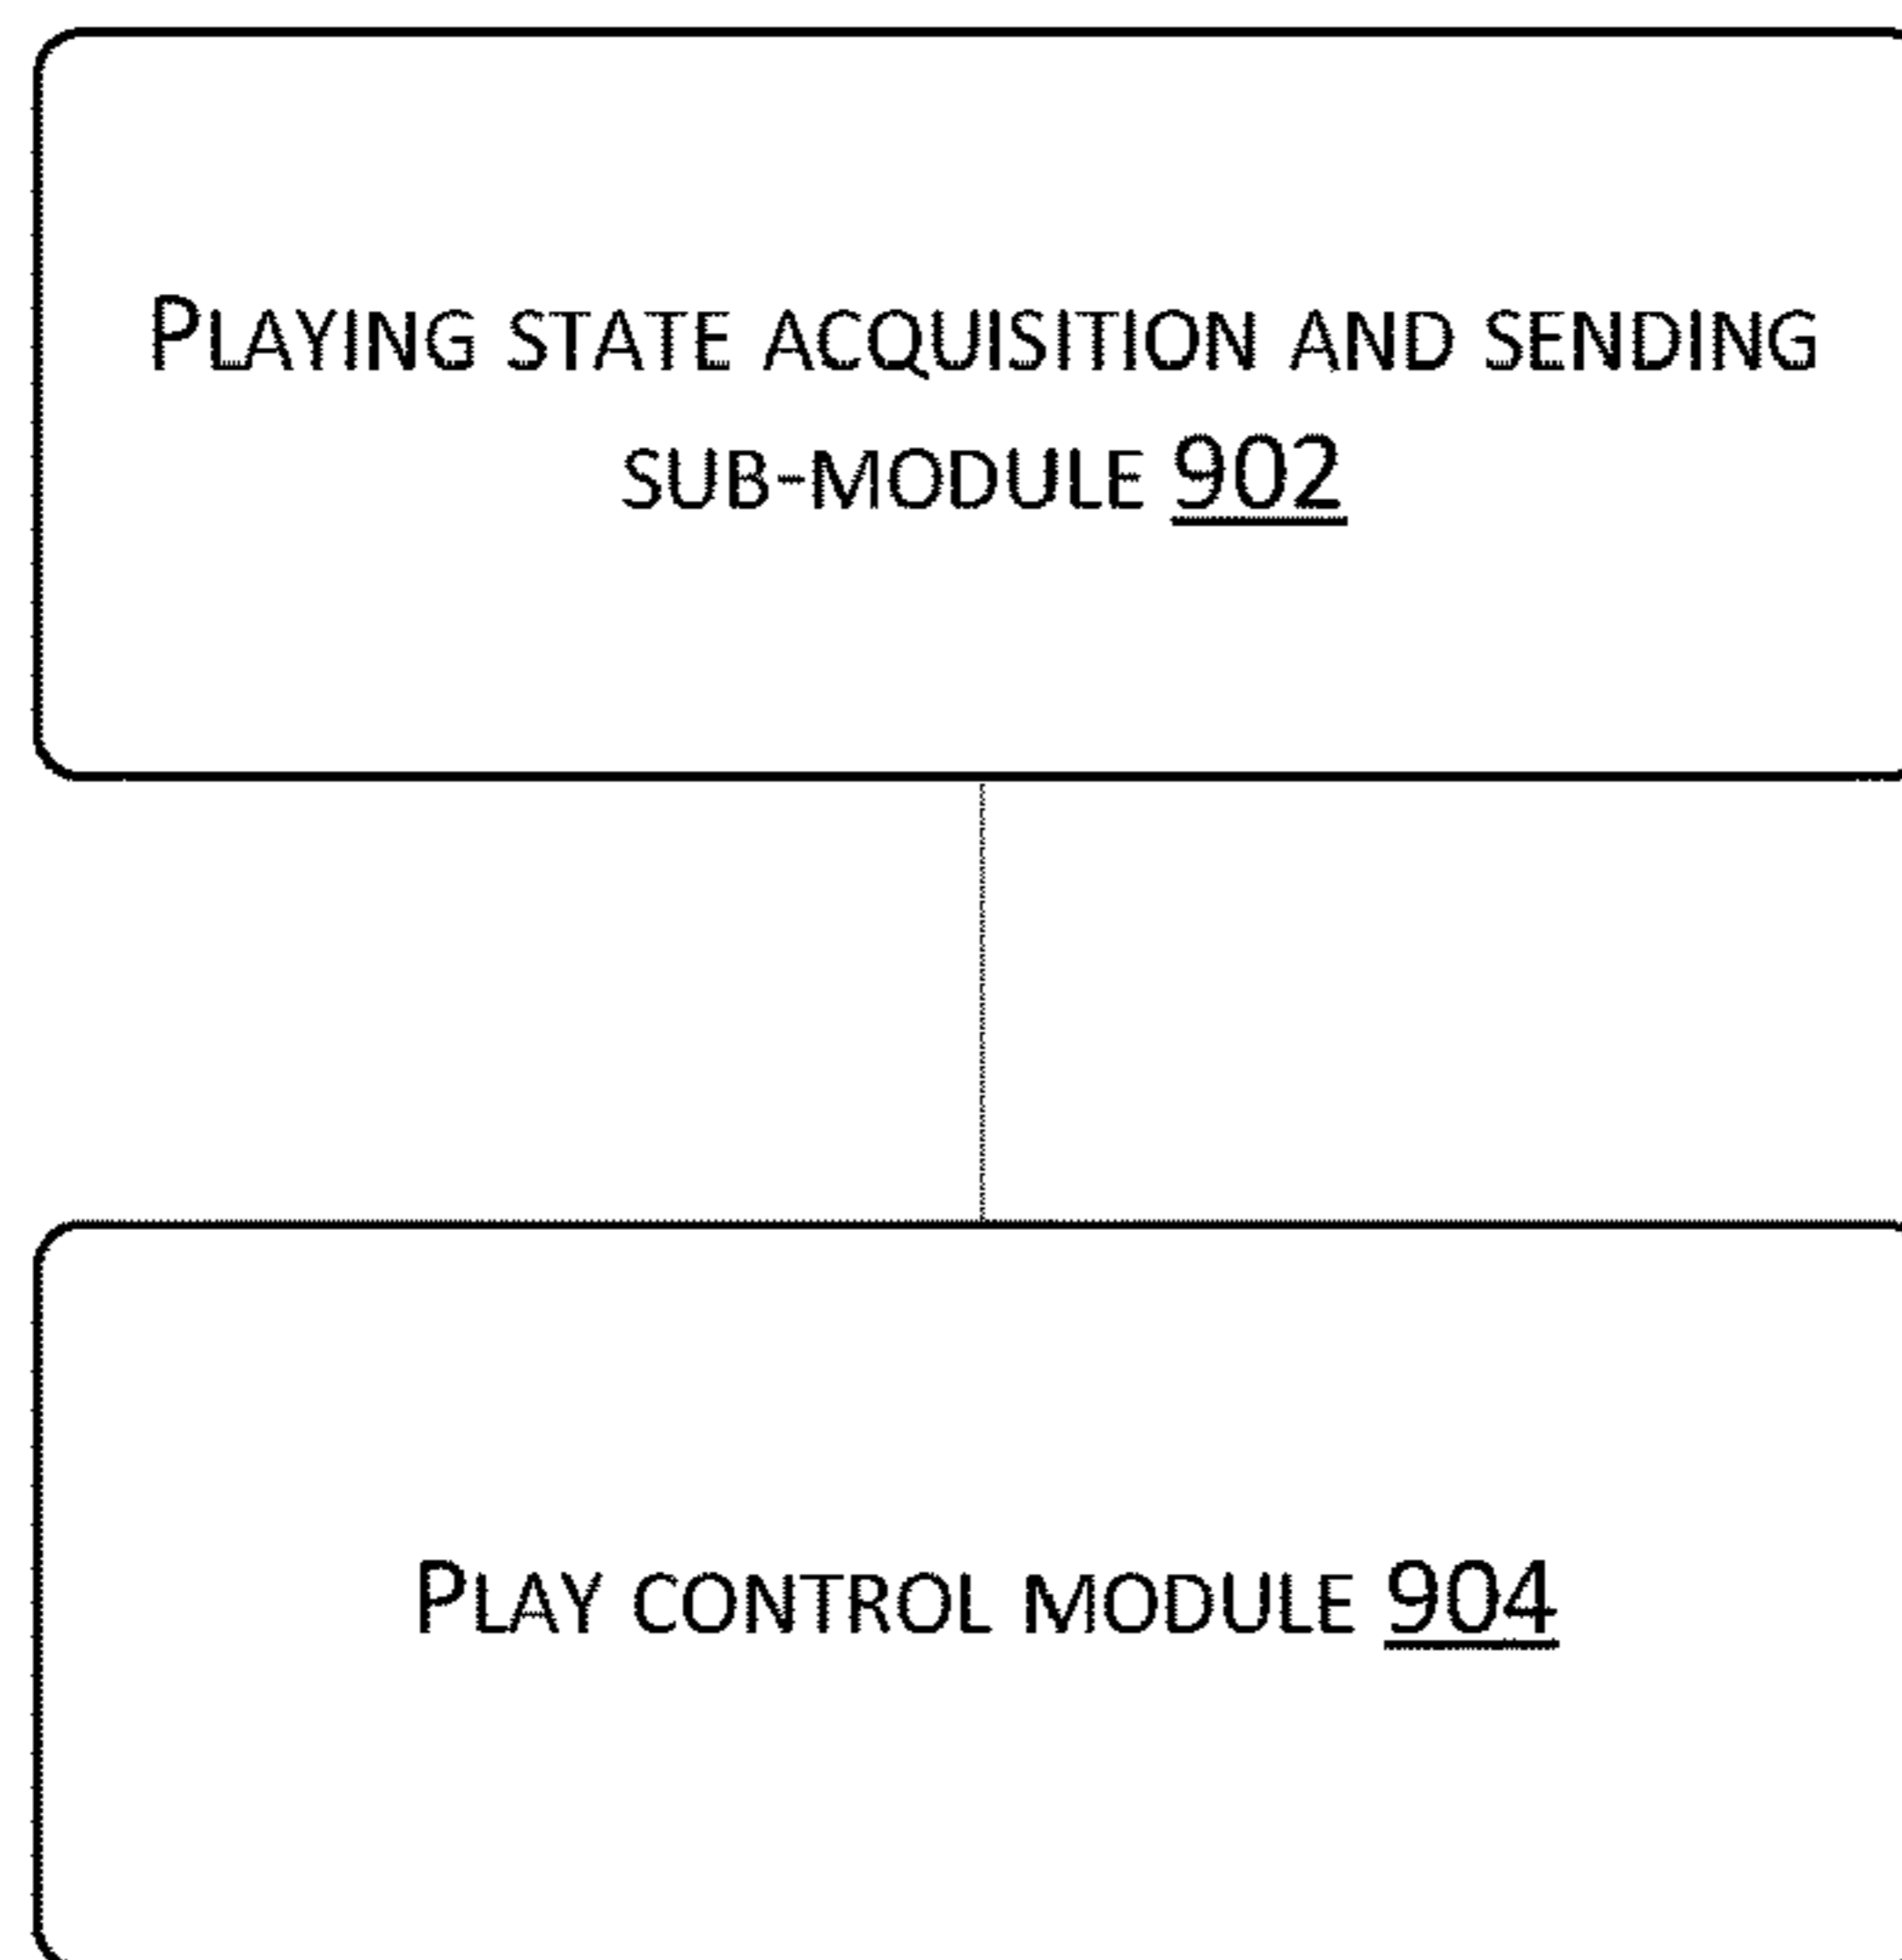 PLAYING STATE ACQUISITION AND SENDING
SUB-MODULE 902
PLAY CONTROL MODULE 904